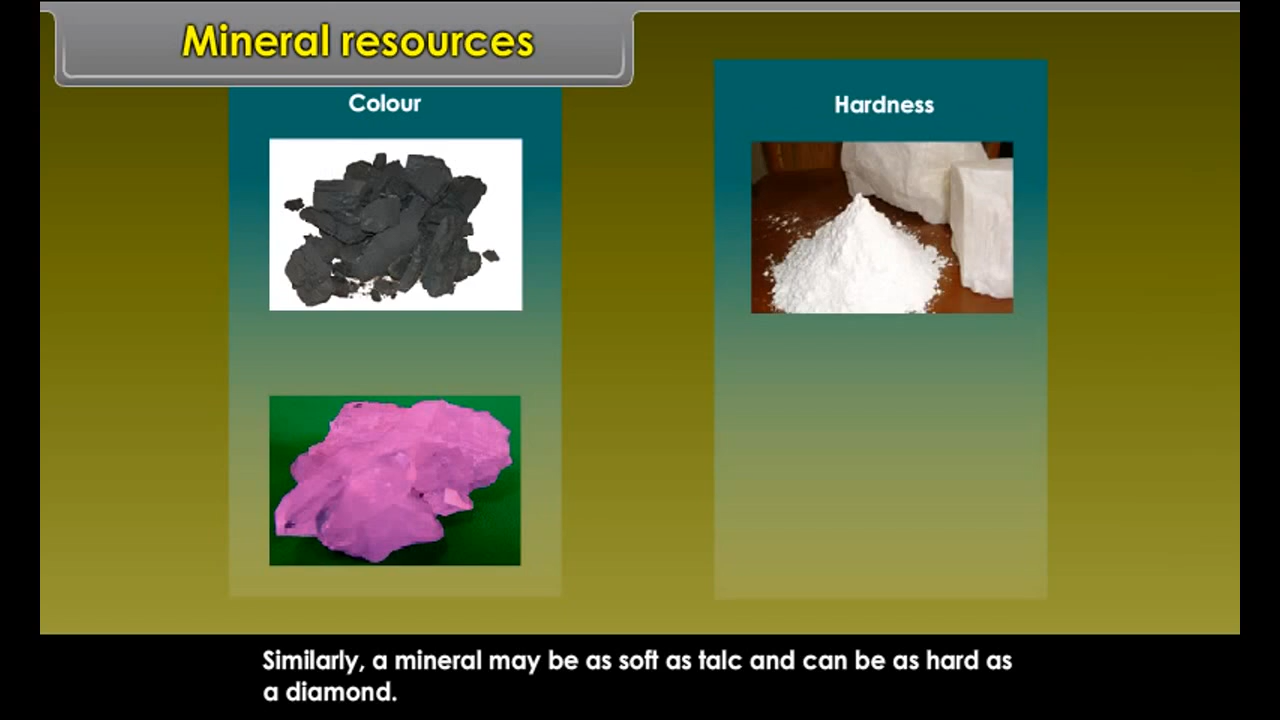 Mineral resources
Colour
Hardness
Similarly, a mineral may be as soft as talc and can be as hard as
a diamond.